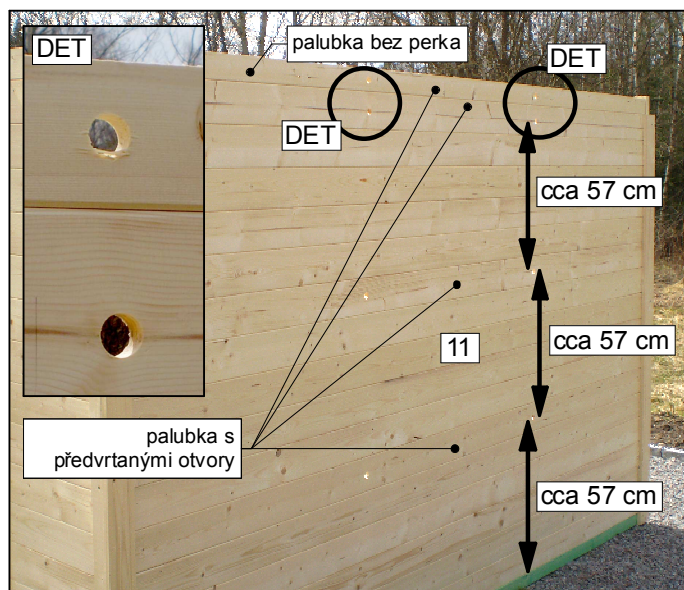 DET
palubka bez perka
DET
DET
cca 57 cm
11
cca 57 cm
palubka s
předvrtanými otvory
cca 57 cm